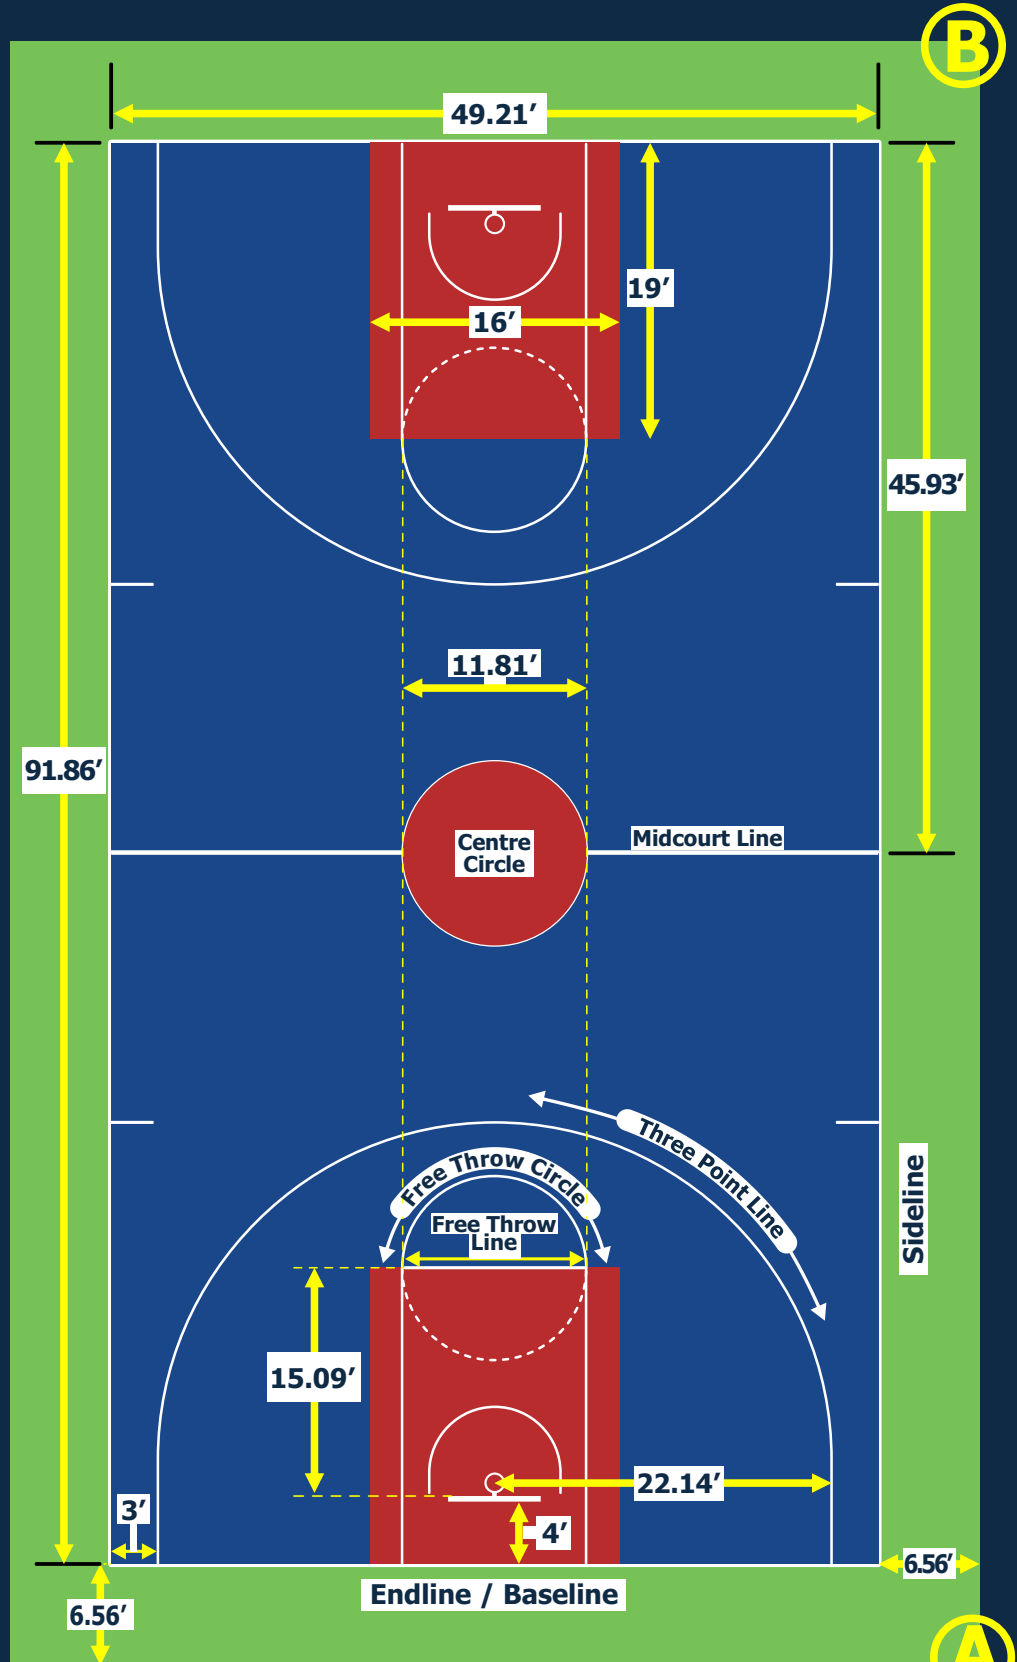 B
49.21’
19’
16’
45.93’
11.81’
91.86’
Midcourt Line
Centre
Circle
Three Point Line
Free Throw Circle
Sideline
Free Throw
Line
15.09’
22.14’
3’
4’
6.56’
Endline / Baseline
6.56’
A